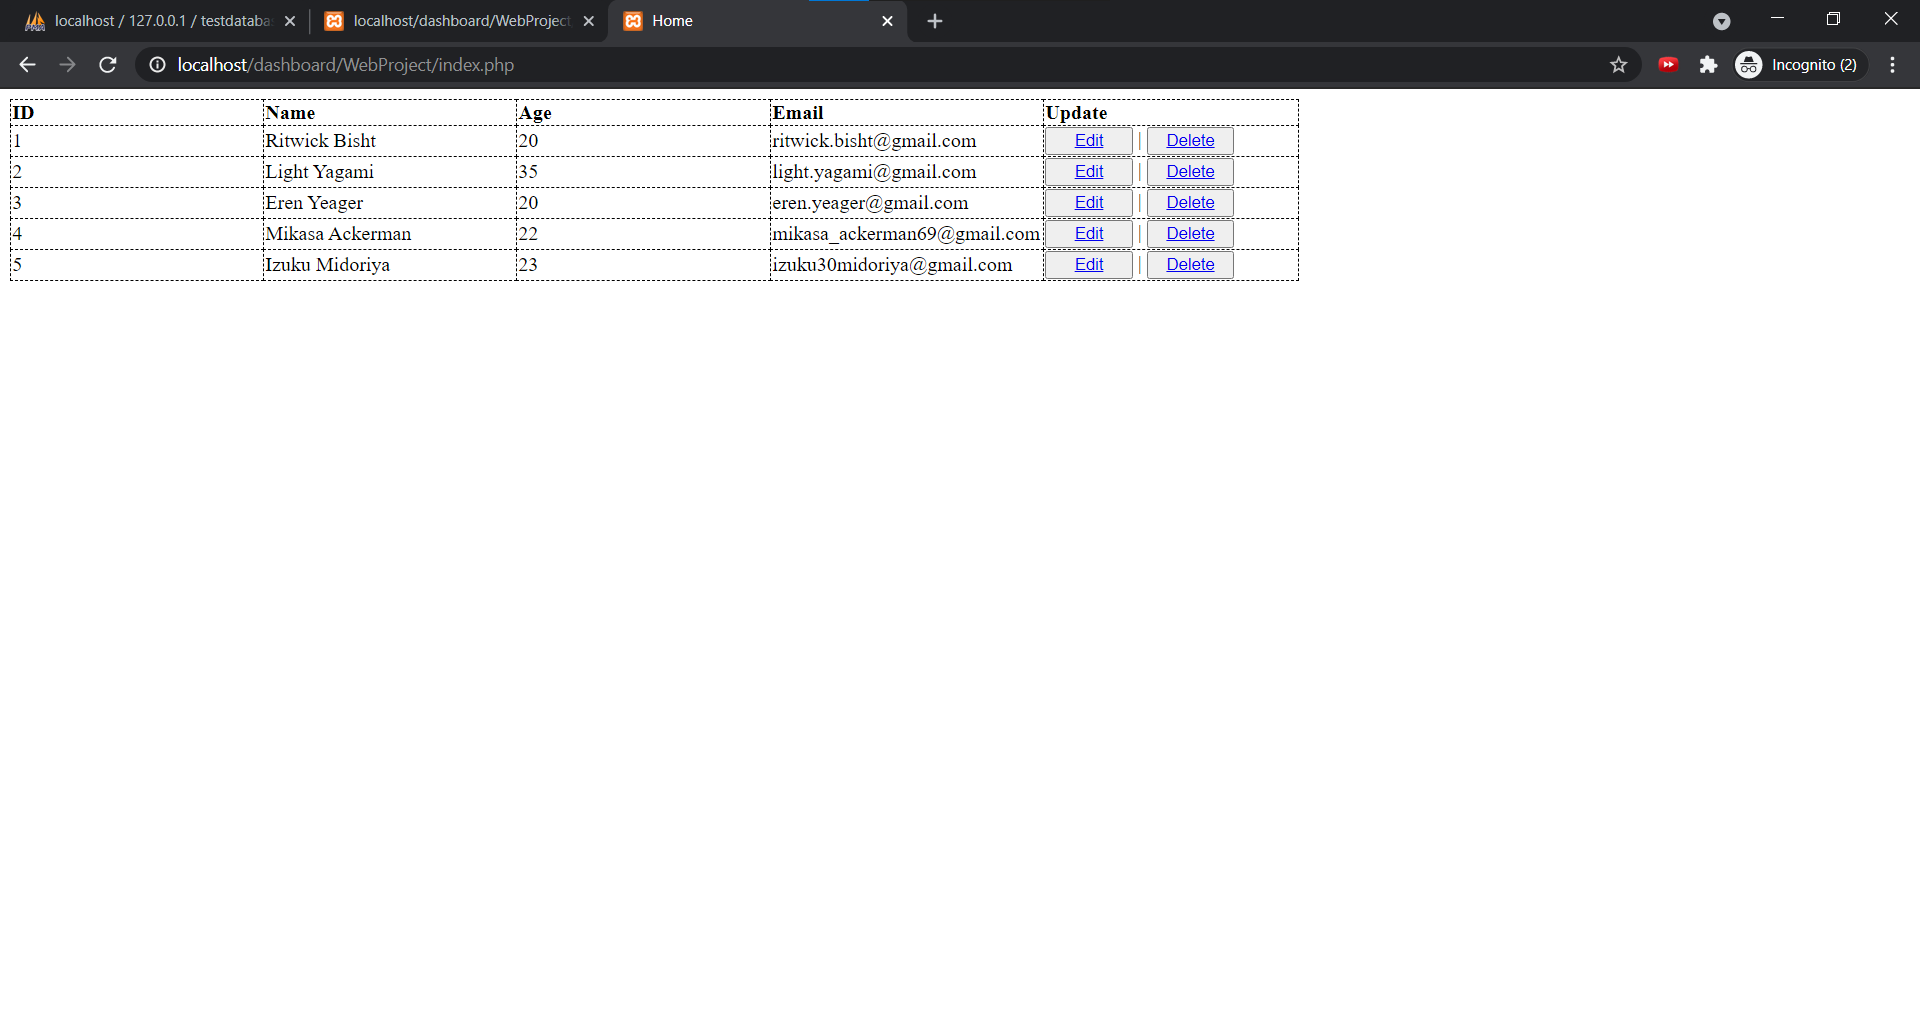 localhost / 127.0.0.1 / testdataba
localhost/dashboard/WebProject
Home
localhost/dashboard/WebProject/index.php
Incognito (2)
ID Name Age Email Update
1 Ritwick Bisht 20 ritwick.bisht@gmail.com Edit | Delete
2 Light Yagami 35 light.yagami@gmail.com Edit | Delete
3 Eren Yeager 20 eren.yeager@gmail.com Edit | Delete
4 Mikasa Ackerman 22 mikasa_ackerman69@gmail.com Edit | Delete
5 Izuku Midoriya 23 izuku30midoriya@gmail.com Edit | Delete